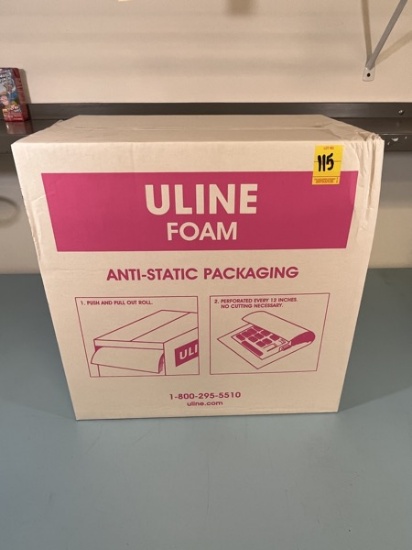 115
ULINE
FOAM
ANTI-STATIC PACKAGING
1. PUSH AND PULL OUT ROLL.
2. PERFORATED EVERY 12 INCHES.
NO CUTTING NECESSARY.
ULI
1-800-295-5510
uline.com